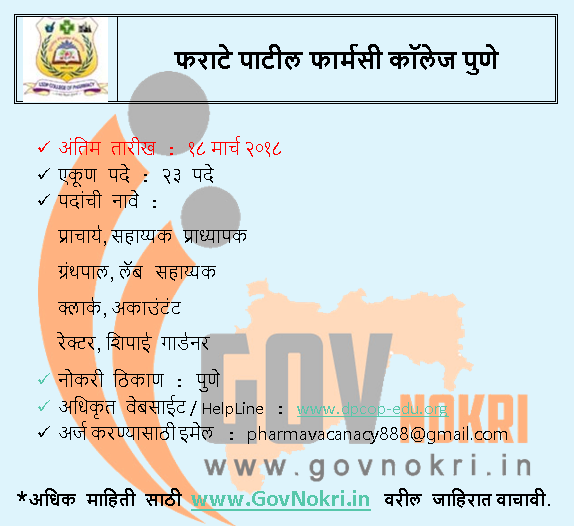 फराटे पाटील फार्मसी कॉलेज पुणे
✓ अंतिम तारीख : १८ मार्च २०१८
✓ एकूण पदे : २३ पदे
✓ पदांची नावे :
प्राचार्य, सहाय्यक प्राध्यापक
ग्रंथपाल, लॅब सहाय्यक
क्लार्क, अकाउंटंट
रेक्टर, शिपाई गार्डनर
✓ नोकरी ठिकाण : पुणे
✓ अधिकृत वेबसाईट / HelpLine : www.dpcop-edu.org
✓ अर्ज करण्यासाठी इमेल : pharmavacanacy888@gmail.com
GOV NOKRI
www.govnokri.in
*अधिक माहिती साठी www.GovNokri.in वरील जाहिरात वाचावी.